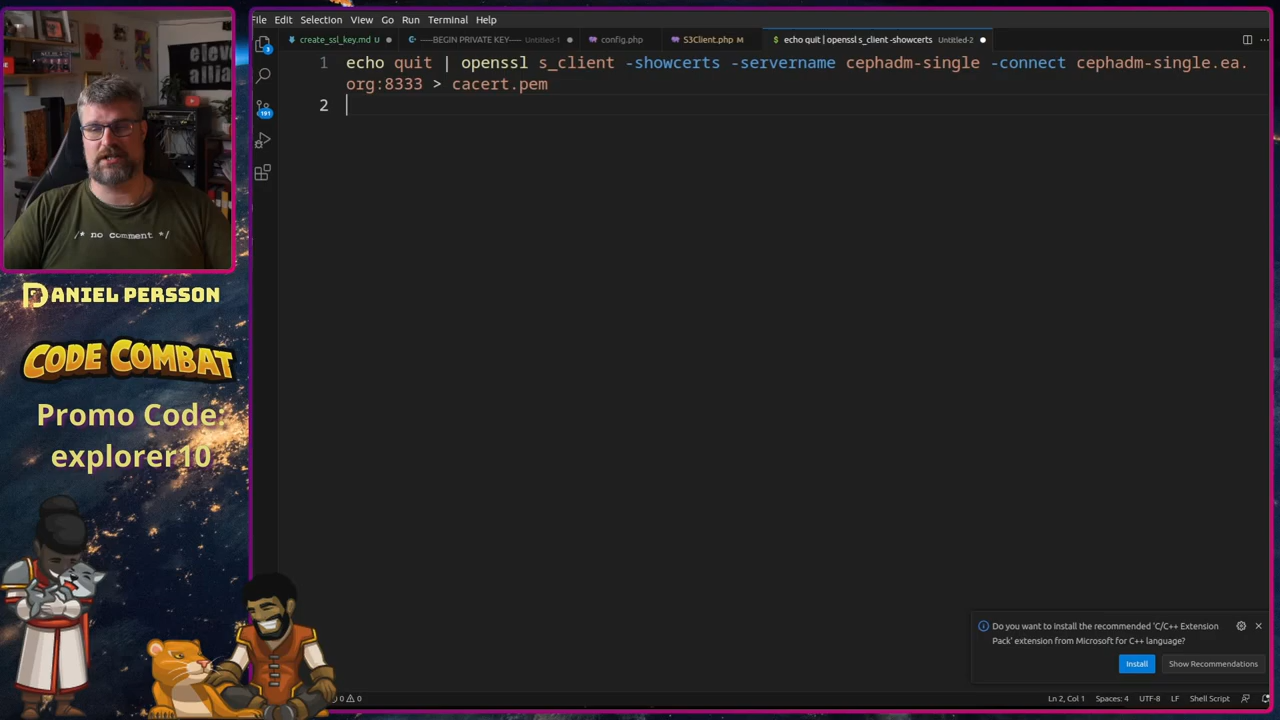 File Edit Selection View Go Run Terminal Help
create_ssl_key.md U -----BEGIN PRIVATE KEY----- Untitled-1 config.php S3Client.php M echo quit | openssl s_client -showcerts Untitled-2
1 echo quit | openssl s_client -showcerts -servername cephadm-single -connect cephadm-single.ea.
org:8333 > cacert.pem
2
3
191
/* no comment */
DANIEL PERSSON
CODE COMBAT
Promo Code:
explorer10
Do you want to install the recommended 'C/C++ Extension
Pack' extension from Microsoft for C++ language?
Install Show Recommendations
0 0 Ln 2, Col 1 Spaces: 4 UTF-8 LF Shell Script